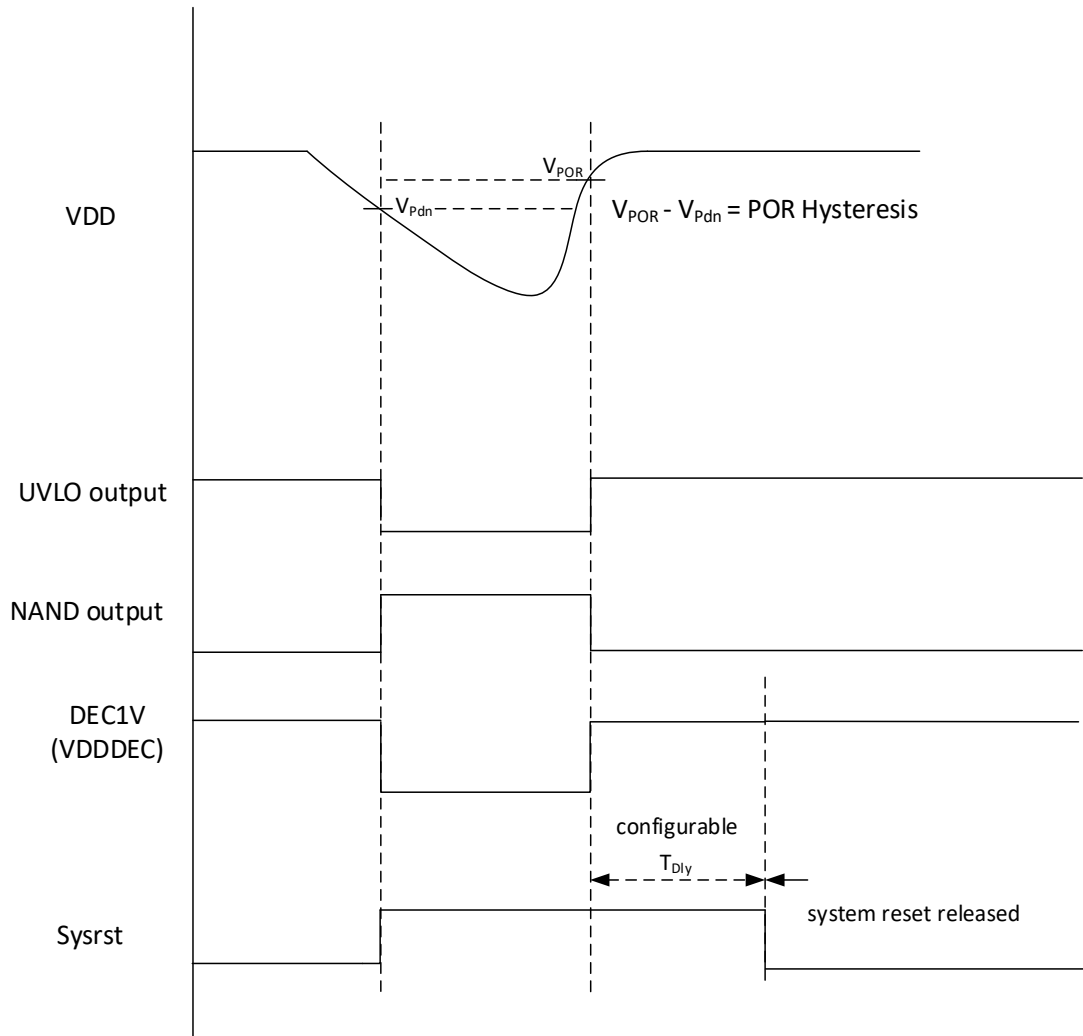 V_POR
VDD
V_Pdn
V_POR - V_Pdn = POR Hysteresis
UVLO output
NAND output
DEC1V
(VDDDEC)
configurable
T_Dly
system reset released
Sysrst